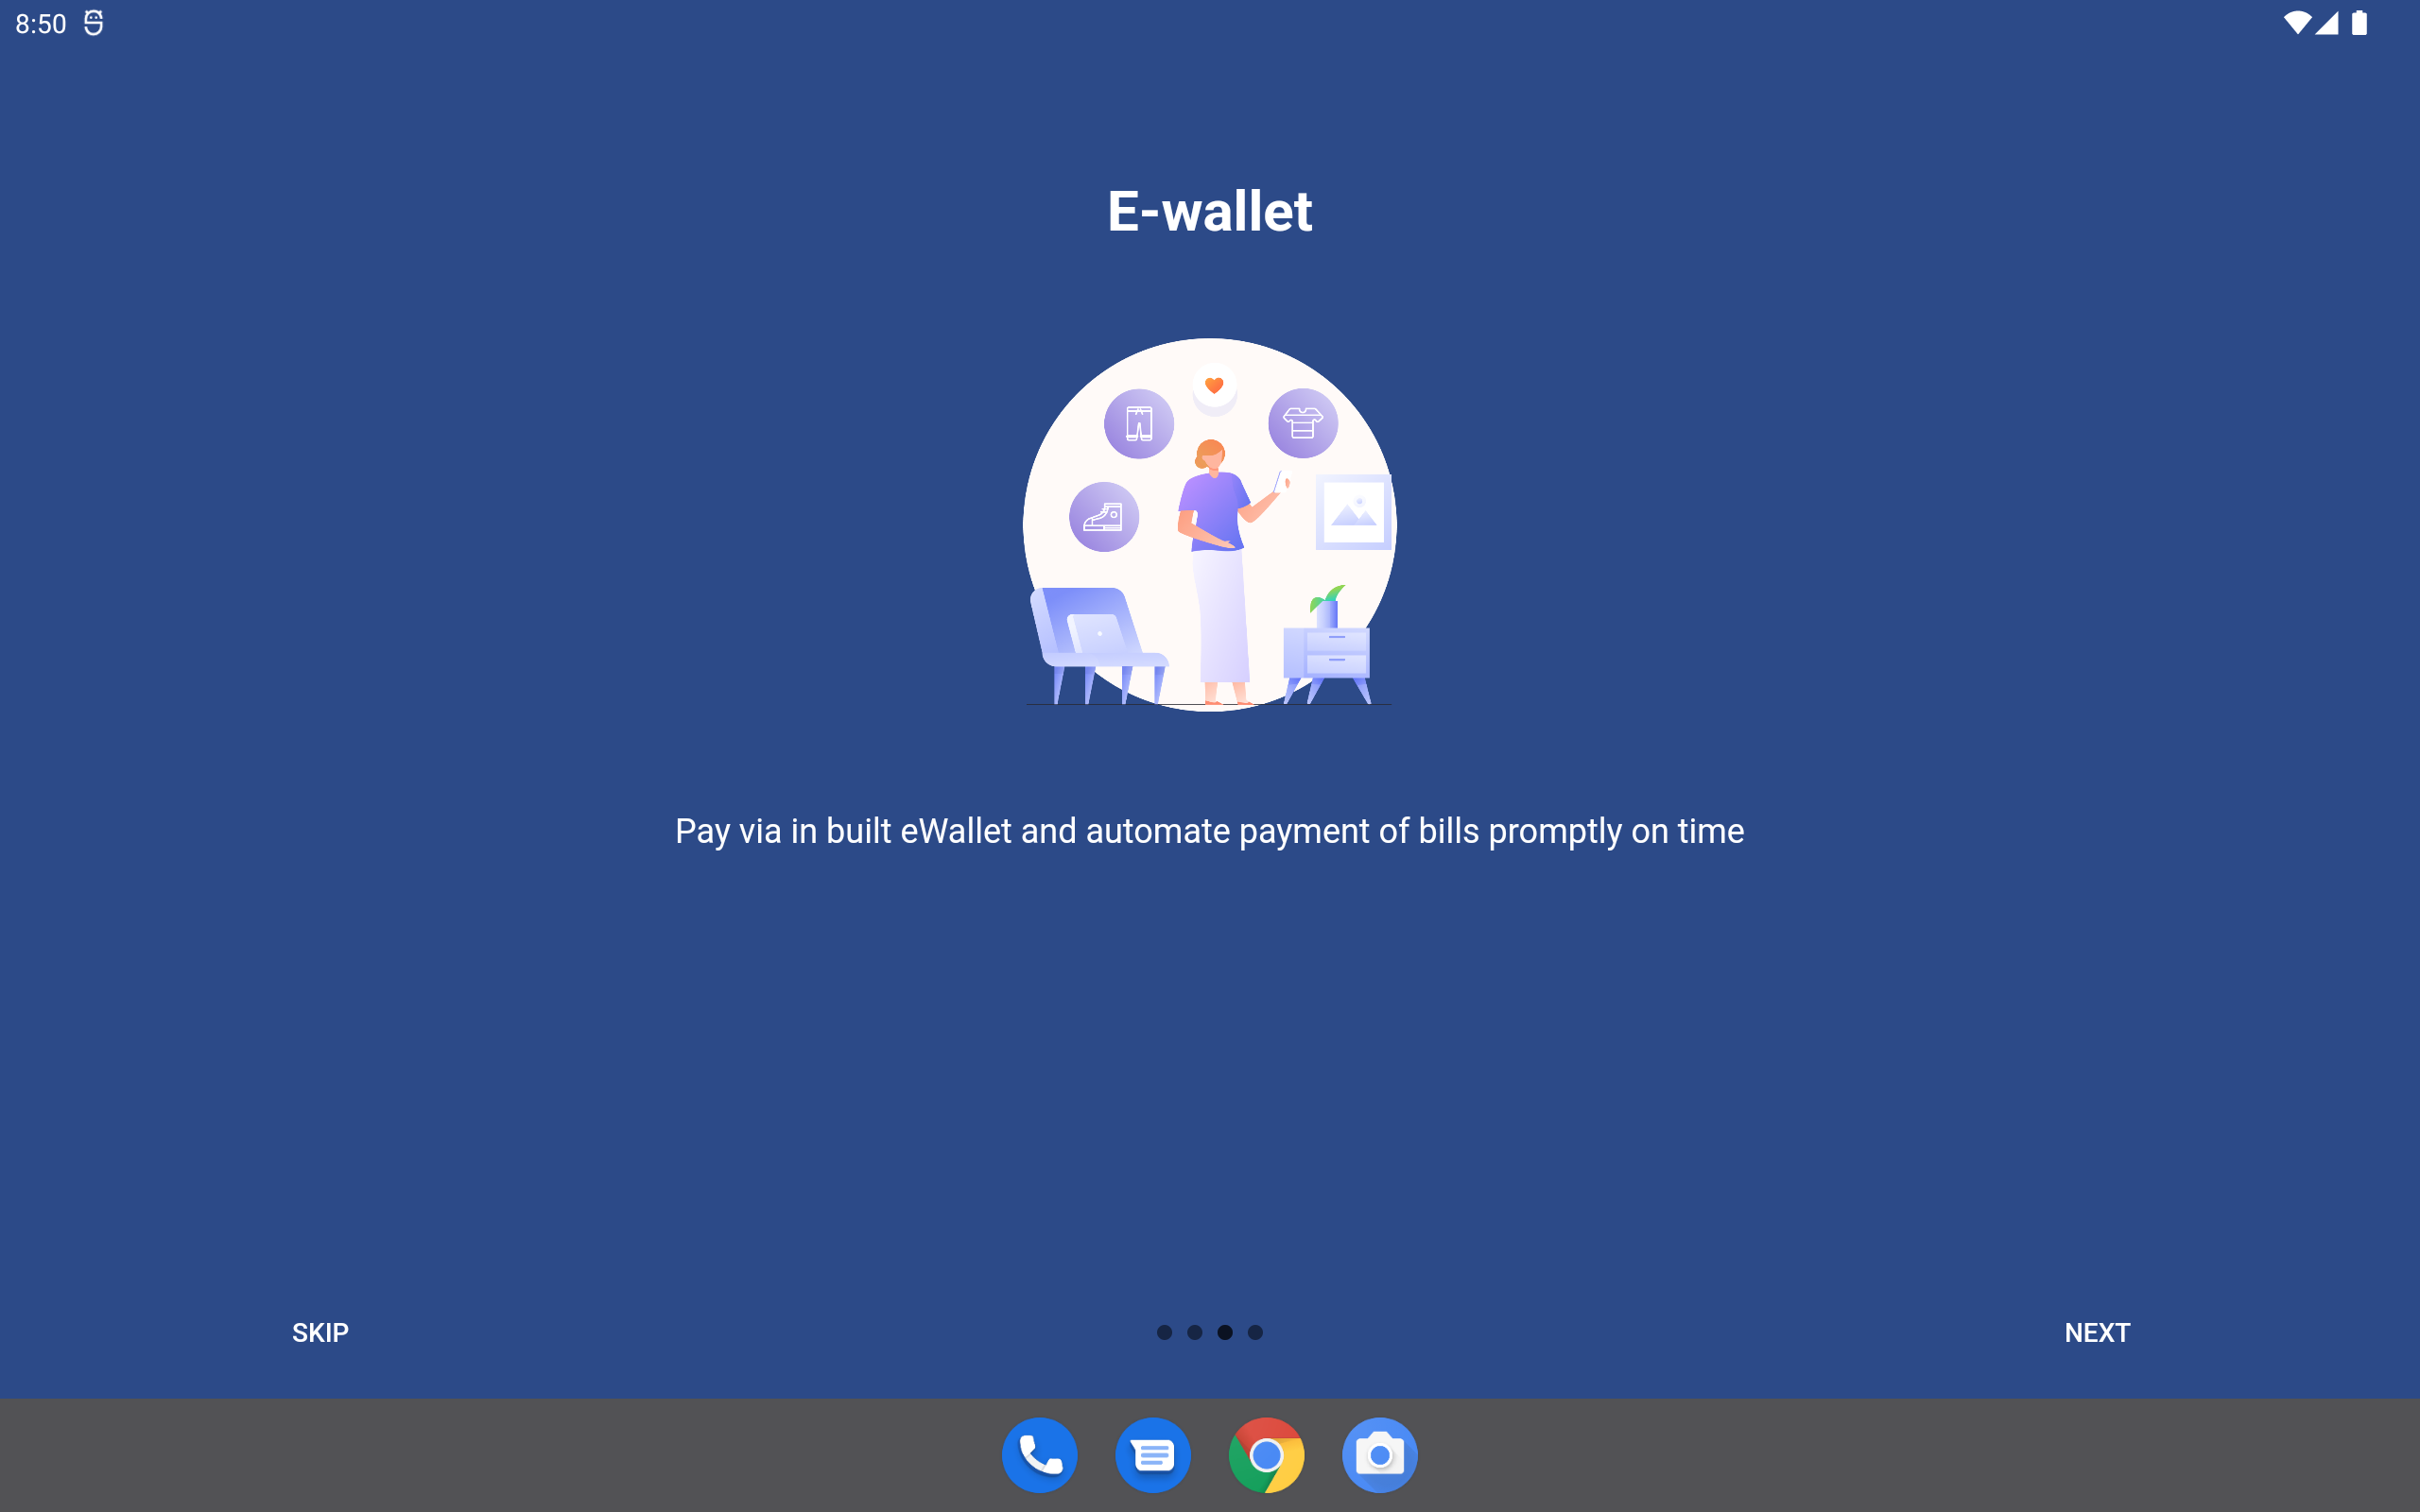 8:50
E-wallet
Pay via in built eWallet and automate payment of bills promptly on time
SKIP
NEXT